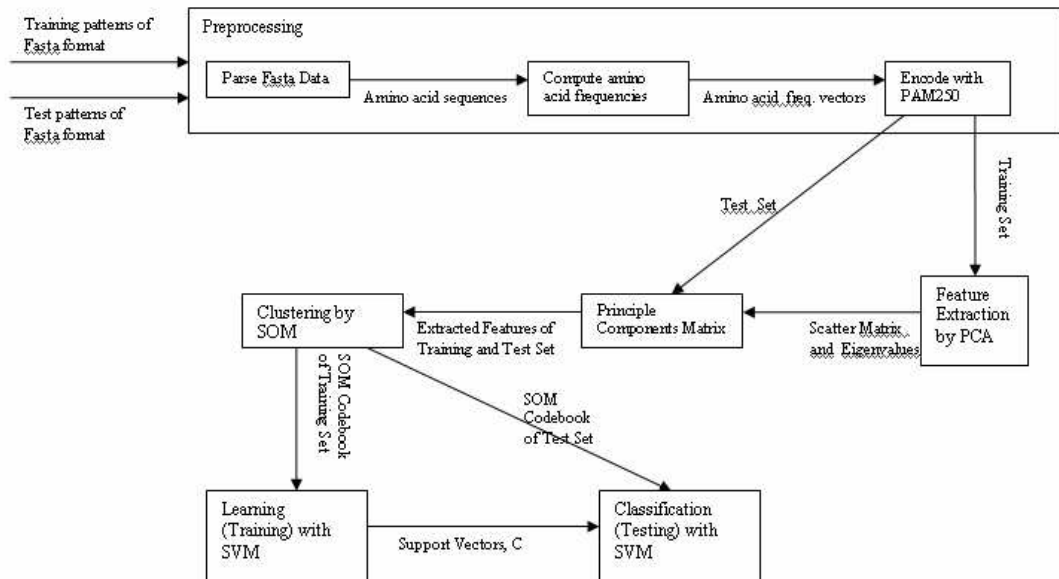 Training patterns of
Fasta format
Test patterns of
Fasta format
Preprocessing
Parse Fasta Data
Amino acid sequences
Compute amino
acid frequencies
Amino acid freq. vectors
Encode with
PAM250
Test Set
Training Set
Feature
Extraction
by PCA
Scatter Matrix
and Eigenvalues
Principle
Components Matrix
Extracted Features of
Training and Test Set
Clustering by
SOM
SOM Codebook
of Training Set
SOM
Codebook
of Test Set
Learning
(Training) with
SVM
Support Vectors, C
Classification
(Testing) with
SVM